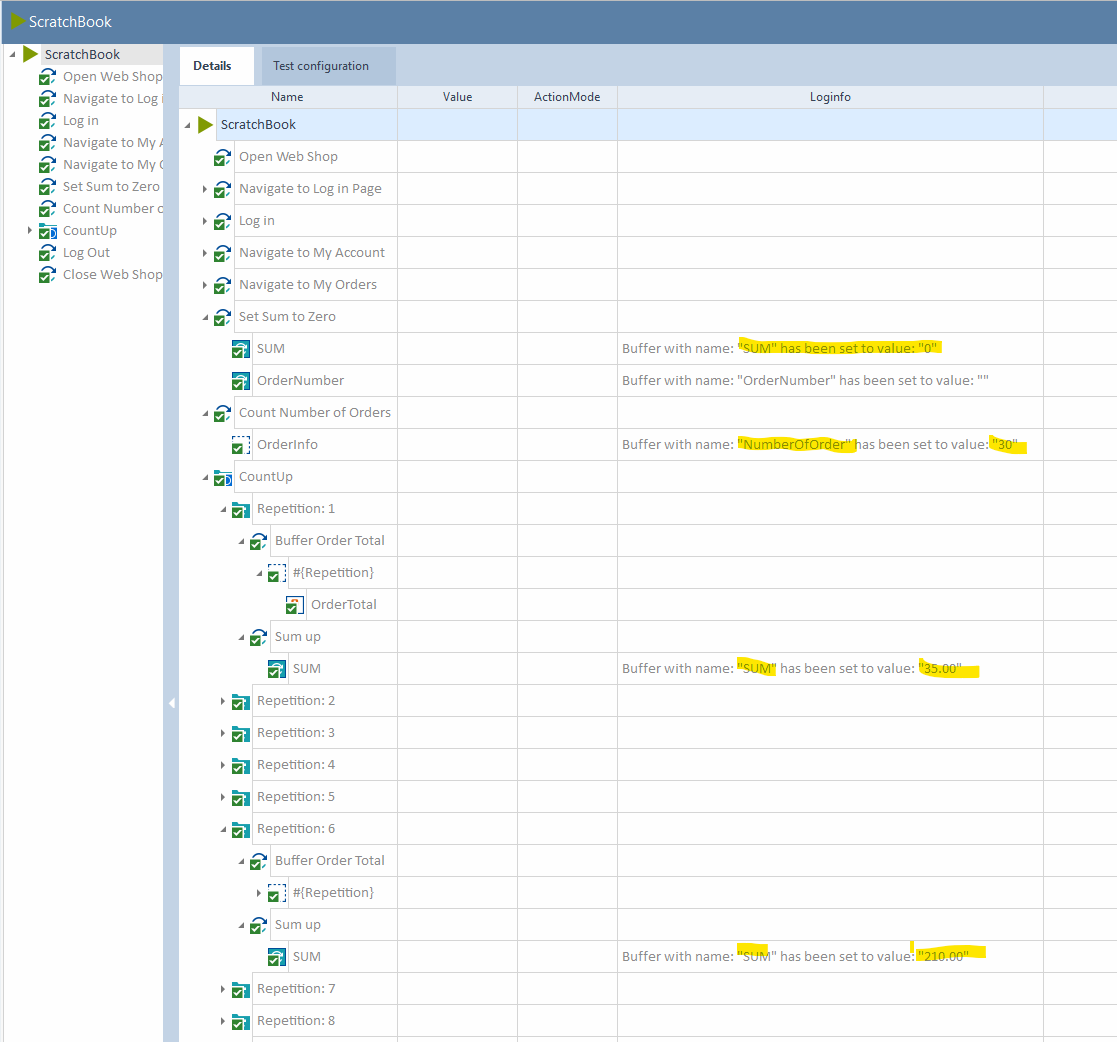 ScratchBook
ScratchBook
Open Web Shop
Navigate to Log i
Log in
Navigate to My A
Navigate to My O
Set Sum to Zero
Count Number o
CountUp
Log Out
Close Web Shop
Details Test configuration
Name Value ActionMode Loginfo
ScratchBook
Open Web Shop
Navigate to Log in Page
Log in
Navigate to My Account
Navigate to My Orders
Set Sum to Zero
SUM Buffer with name: "SUM" has been set to value: "0"
OrderNumber Buffer with name: "OrderNumber" has been set to value: ""
Count Number of Orders
OrderInfo Buffer with name: "NumberOfOrder" has been set to value: "30"
CountUp
Repetition: 1
Buffer Order Total
#{Repetition}
OrderTotal
Sum up
SUM Buffer with name: "SUM" has been set to value: "35.00"
Repetition: 2
Repetition: 3
Repetition: 4
Repetition: 5
Repetition: 6
Buffer Order Total
#{Repetition}
Sum up
SUM Buffer with name: "SUM" has been set to value: "210.00"
Repetition: 7
Repetition: 8